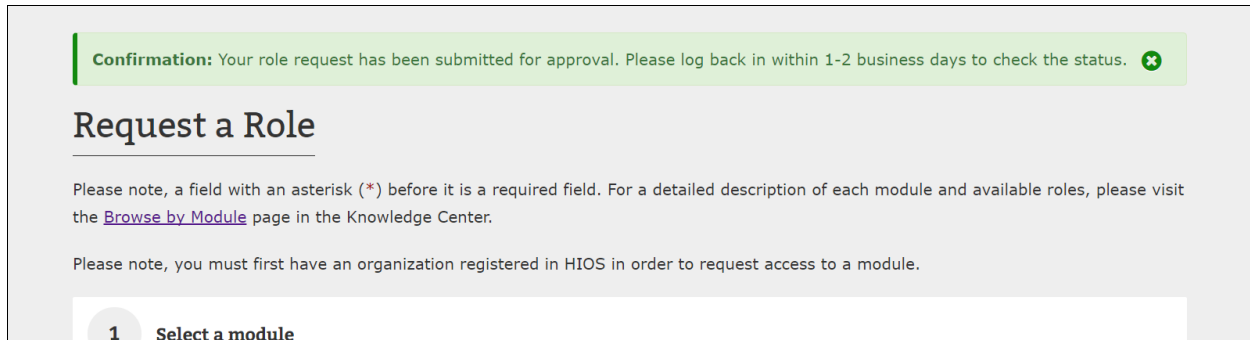 Confirmation: Your role request has been submitted for approval. Please log back in within 1-2 business days to check the status.
Request a Role
Please note, a field with an asterisk (*) before it is a required field. For a detailed description of each module and available roles, please visit
the Browse by Module page in the Knowledge Center.
Please note, you must first have an organization registered in HIOS in order to request access to a module.
1 Select a module